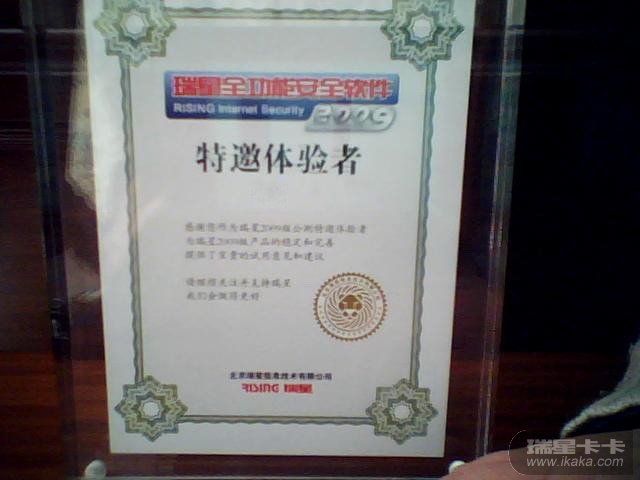 瑞星全功能安全软件
RISING Internet Security
2009
特邀体验者
感谢您作为瑞星2009版公测特邀体验者
为瑞星2009版产品的稳定和完善
提供了宝贵的试用意见和建议
请继续关注并支持瑞星
我们会做得更好
北京瑞星信息技术有限公司
RISING 瑞星
瑞星卡卡
www.ikaka.com